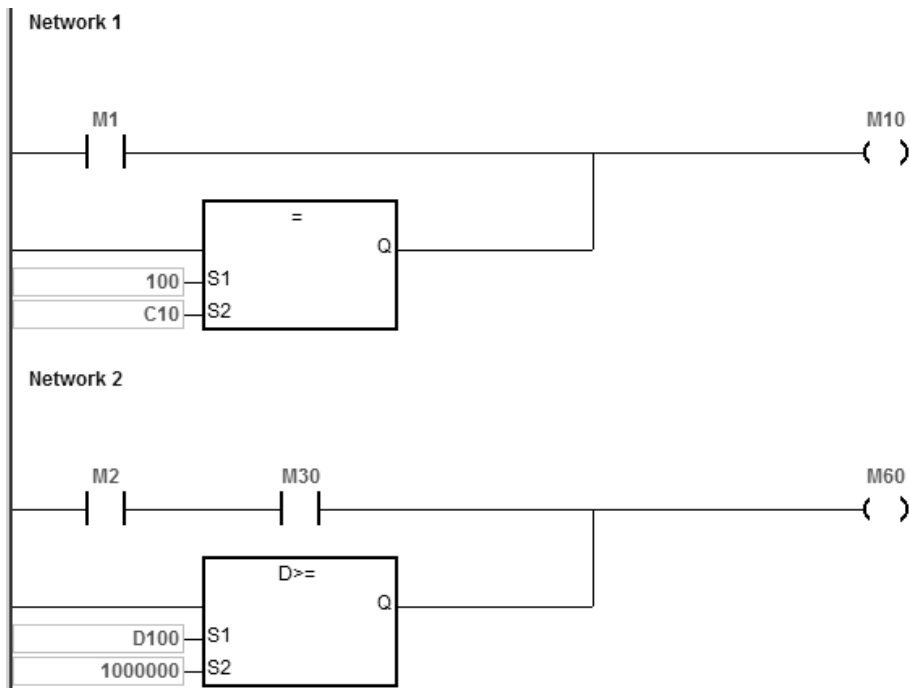 Network 1
M1 M10
=
Q
100 S1
C10 S2
Network 2
M2 M30 M60
D>=
Q
D100 S1
1000000 S2